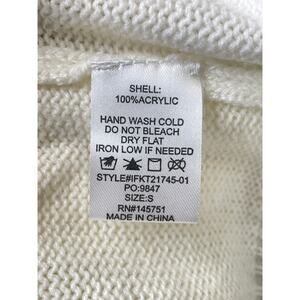 SHELL:
100%ACRYLIC
HAND WASH COLD
DO NOT BLEACH
DRY FLAT
IRON LOW IF NEEDED
STYLE#IFKT21745-01
PO:9847
SIZE:S
RN#145751
MADE IN CHINA